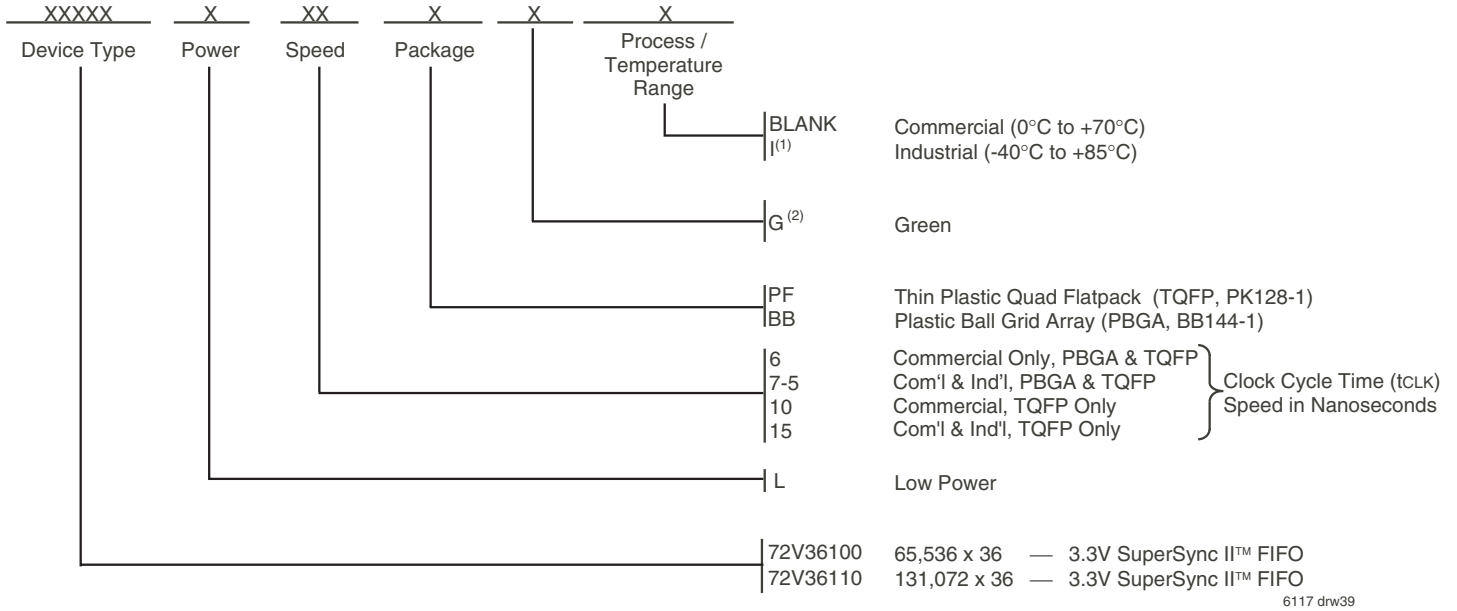 XXXXX X XX X X X
Device Type Power Speed Package Process /
Temperature
Range
BLANK Commercial (0°C to +70°C)
I(1) Industrial (-40°C to +85°C)
G (2) Green
PF Thin Plastic Quad Flatpack (TQFP, PK128-1)
BB Plastic Ball Grid Array (PBGA, BB144-1)
6 Commercial Only, PBGA & TQFP
7-5 Com‘l & Ind’l, PBGA & TQFP
10 Commercial, TQFP Only
15 Com'l & Ind'l, TQFP Only
Clock Cycle Time (tCLK)
Speed in Nanoseconds
L Low Power
72V36100 65,536 x 36 — 3.3V SuperSync II™ FIFO
72V36110 131,072 x 36 — 3.3V SuperSync II™ FIFO
6117 drw39